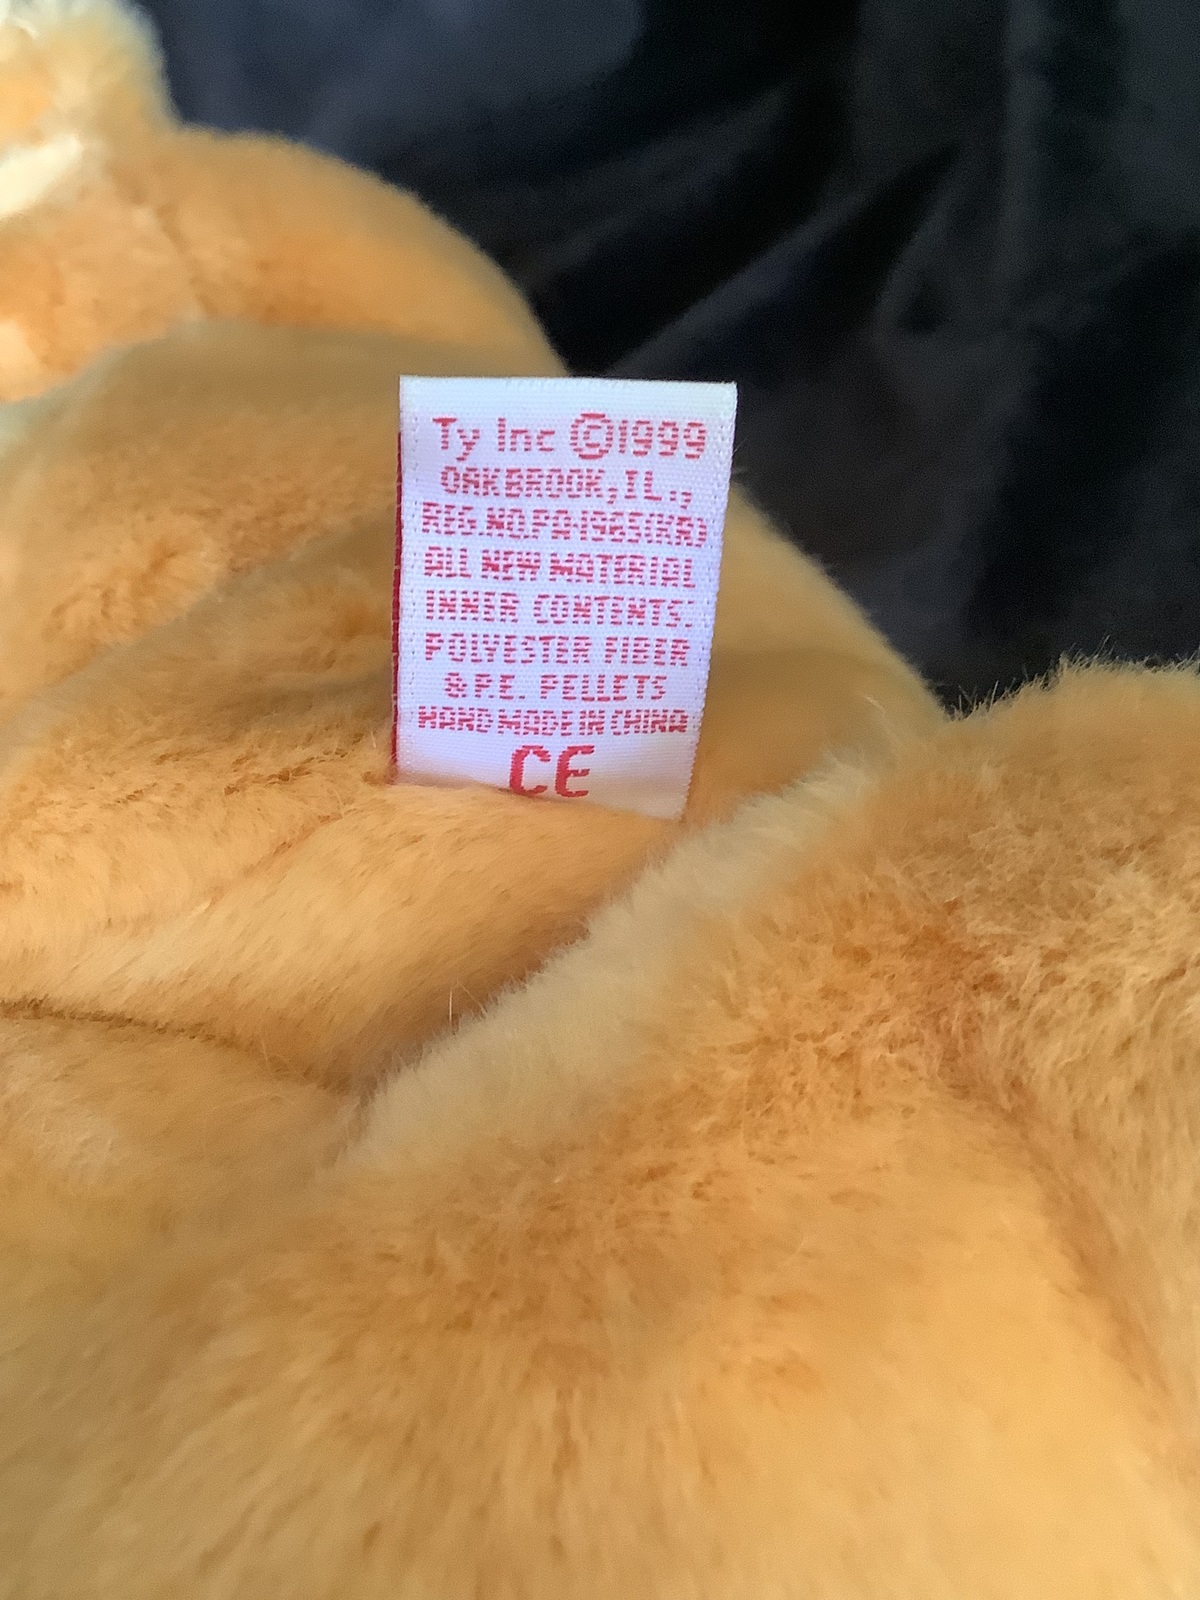 Ty Inc ©1999
OAKBROOK, IL.,
REG.NO.PA-1965(KR)
ALL NEW MATERIAL
INNER CONTENTS:
POLYESTER FIBER
& P.E. PELLETS
HAND MADE IN CHINA
CE